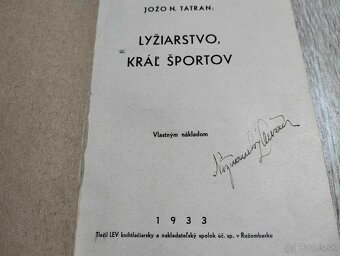 JOŽO N. TATRAN:
LYŽIARSTVO,
KRÁĽ ŠPORTOV
Vlastným nákladom
1933
Tlačil LEV kníhtlačiarsky a nakladateľský spolok úč. sp. v Ružomberku